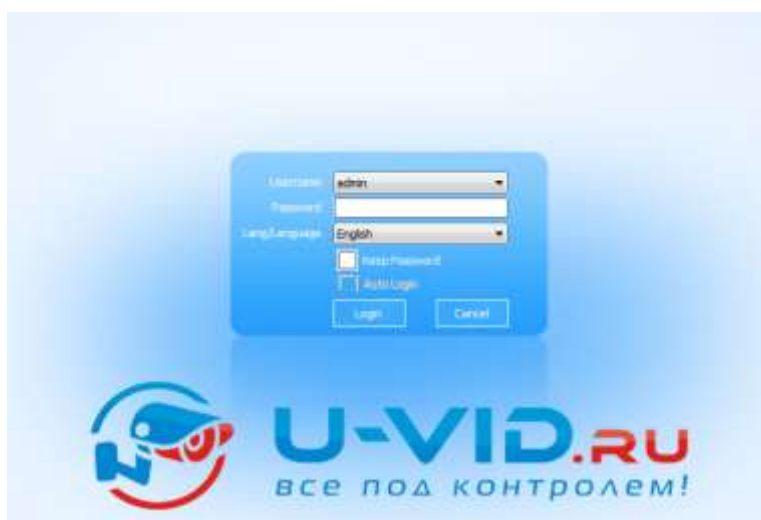 Username admin
Password
Lang/Language English
Keep Password
Auto Login
Login Cancel
U-VID.RU
все под контролем!